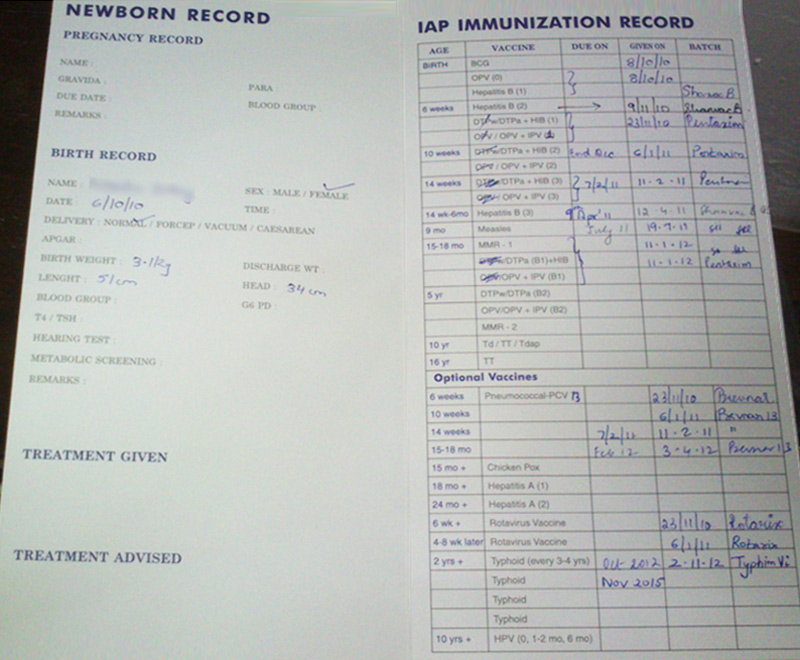 NEWBORN RECORD
PREGNANCY RECORD
NAME :
GRAVIDA : PARA :
DUE DATE : BLOOD GROUP :
REMARKS :
BIRTH RECORD
NAME : SEX : MALE / FEMALE
DATE : 6/10/10 TIME :
DELIVERY : NORMAL / FORCEP / VACUUM / CAESAREAN
APGAR :
BIRTH WEIGHT : 3.1kg DISCHARGE WT :
LENGHT : 51cm HEAD : 34cm
BLOOD GROUP : G6 PD :
T4 / TSH :
HEARING TEST :
METABOLIC SCREENING :
REMARKS :
TREATMENT GIVEN
TREATMENT ADVISED
IAP IMMUNIZATION RECORD
AGE VACCINE DUE ON GIVEN ON BATCH
BIRTH BCG 8/10/10
OPV (0) 8/10/10
Hepatitis B (1) Shanvac B
6 weeks Hepatitis B (2) 9/11/10 Shanvac B
DTPw/DTPa + HIB (1) 23/11/10 Pentaxim
OPV / OPV + IPV
10 weeks DTPw/DTPa + HIB (2) 2nd Dec 6/1/11 Pentaxim
OPV / OPV + IPV (2)
14 weeks DTPw/DTPa + HIB (3) 7/2/11 11-2-11
OPV / OPV + IPV (3)
14 wk-6mo Hepatitis B (3) 9 Apr'11 12-4-11 Shanvac
9 mo Measles July 11 19-7-11
15-18 mo MMR - 1 11-1-12
DTPw/DTPa (B1)+HIB 11-1-12 Pentaxim
OPV/OPV + IPV (B1)
5 yr DTPw/DTPa (B2)
OPV/OPV + IPV (B2)
MMR - 2
10 yr Td / TT / Tdap
16 yr TT
Optional Vaccines
6 weeks Pneumococcal-PCV 13 23/11/10
10 weeks 6/1/11
14 weeks 7/2/11 11-2-11 "
15-18 mo Feb 12 3-4-12
15 mo + Chicken Pox
18 mo + Hepatitis A (1)
24 mo + Hepatitis A (2)
6 wk + Rotavirus Vaccine 23/11/10 Rotarix
4-8 wk later Rotavirus Vaccine 6/1/11 Rotarix
2 yrs + Typhoid (every 3-4 yrs) Oct 2012 2-11-12 Typhim Vi
Typhoid Nov 2015
Typhoid
Typhoid
10 yrs + HPV (0, 1-2 mo, 6 mo)